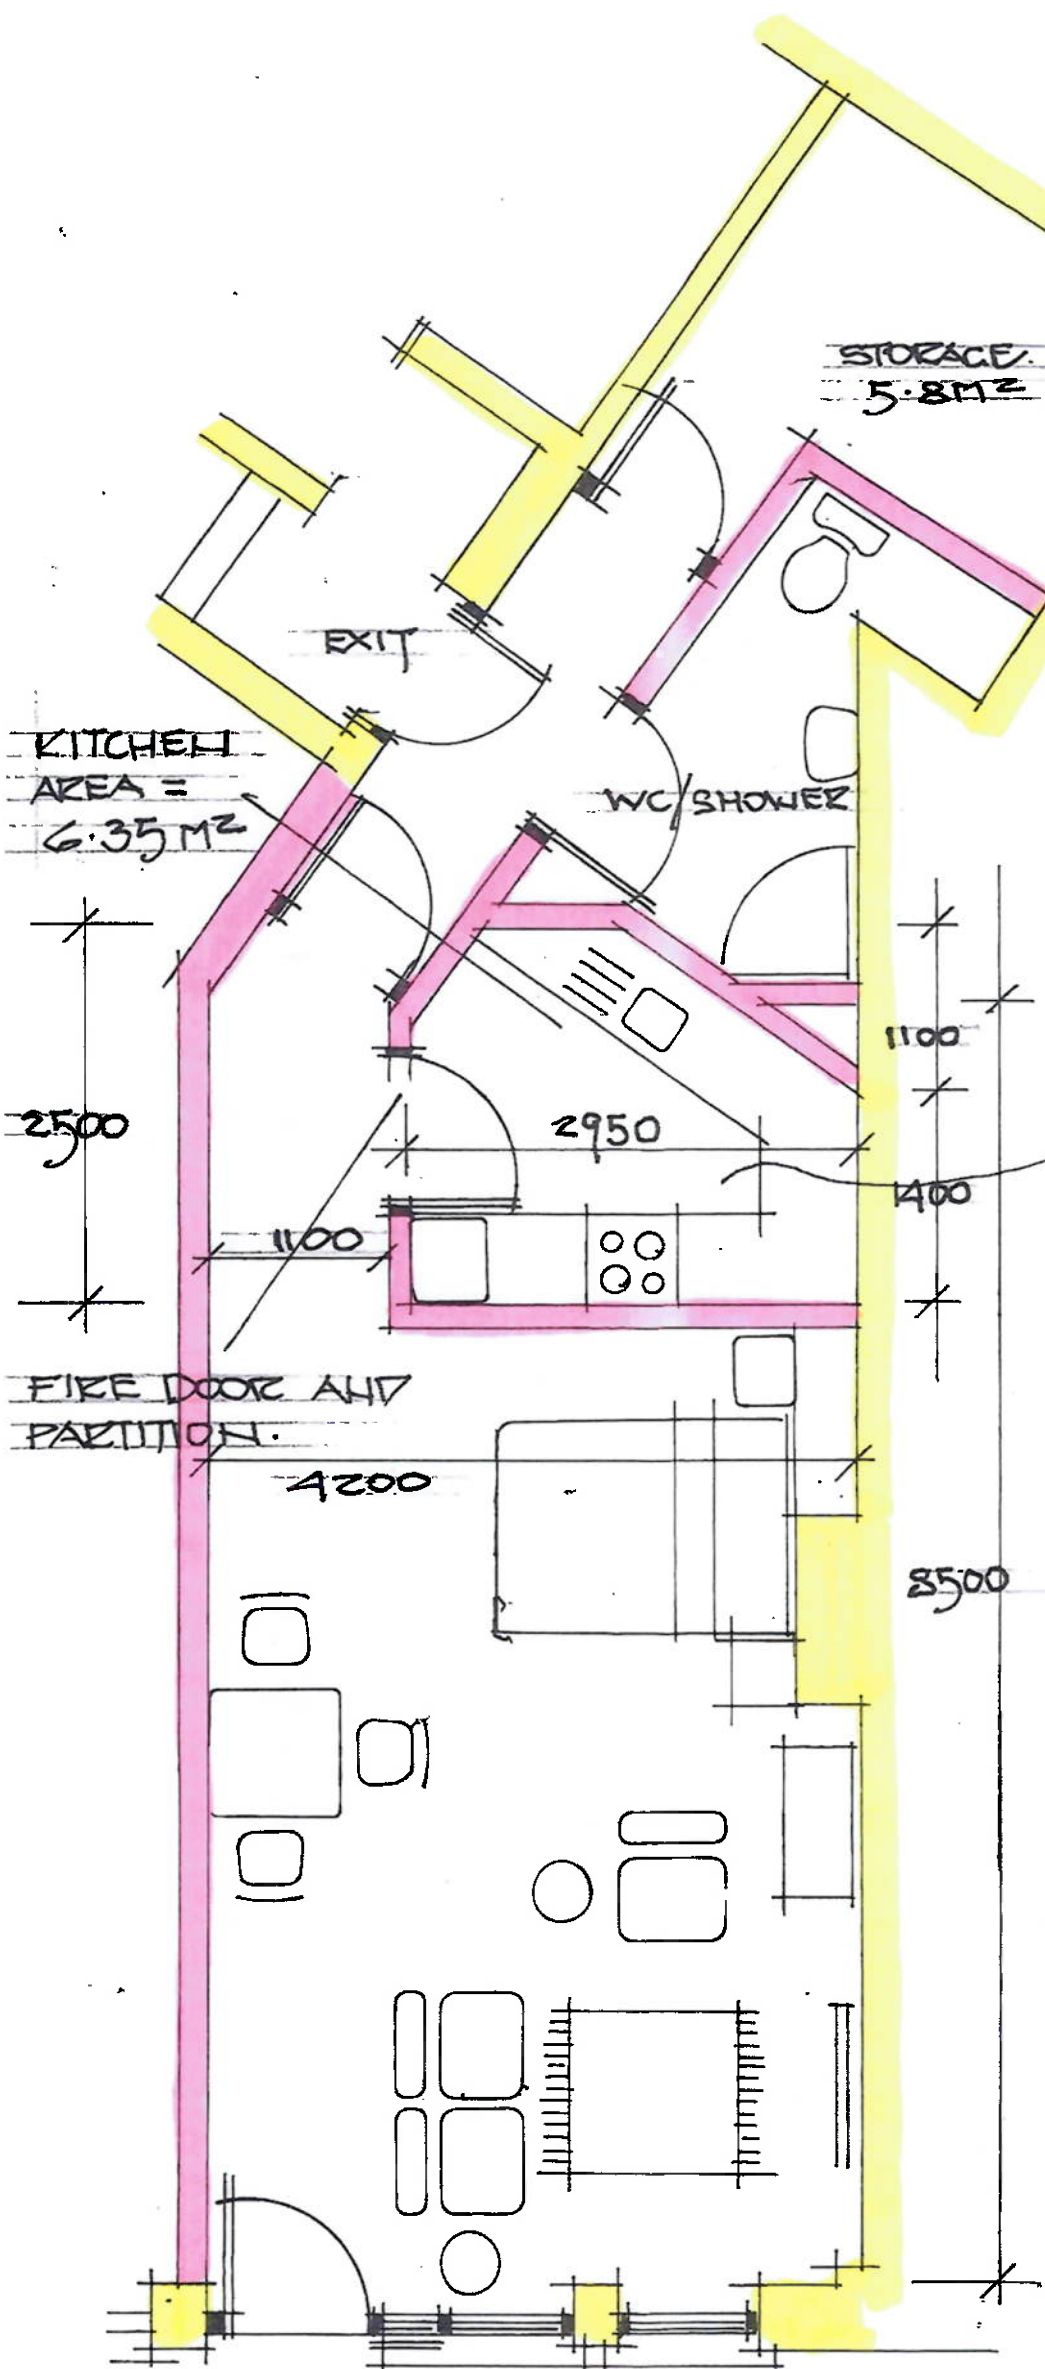 STORAGE.
5.8M²
EXIT
KITCHEN
AREA =
6.35M²
WC/SHOWER
1100
2500
2950
1400
1100
FIRE DOOR AND
PARTITION.
4200
8500